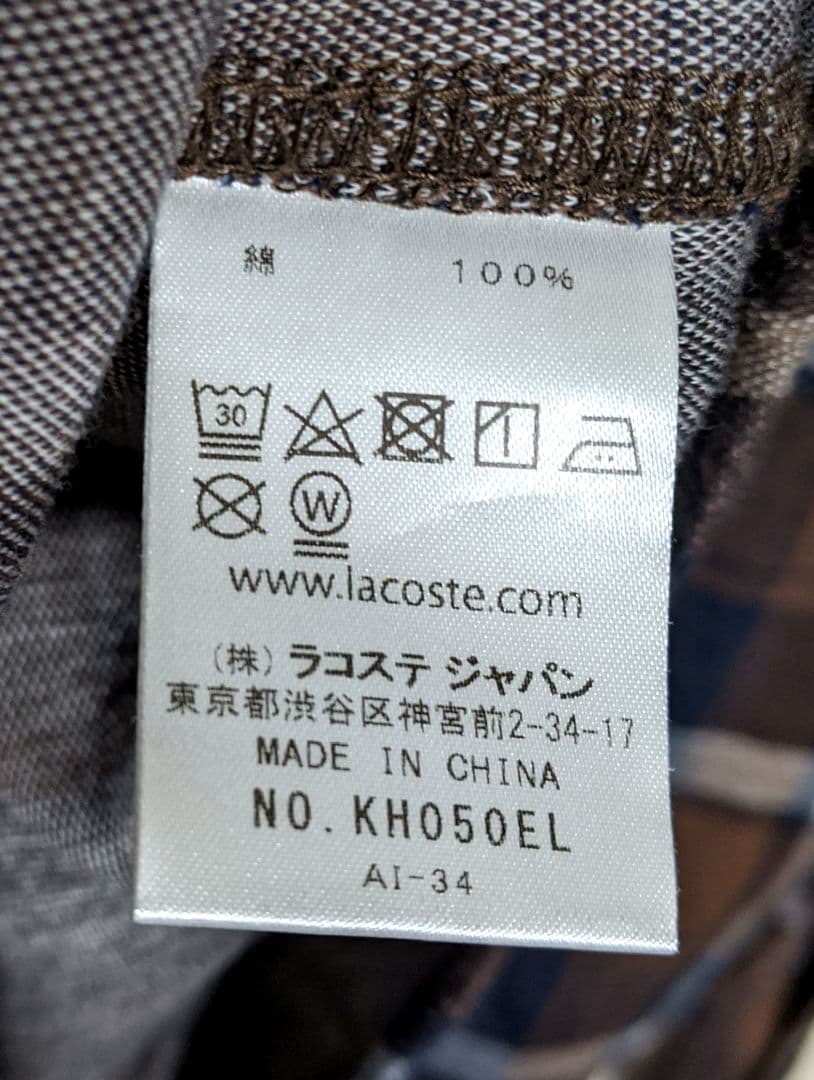 綿 100%
30
W
www.lacoste.com
(株) ラコステ ジャパン
東京都渋谷区神宮前2-34-17
MADE IN CHINA
NO. KH050EL
AI-34